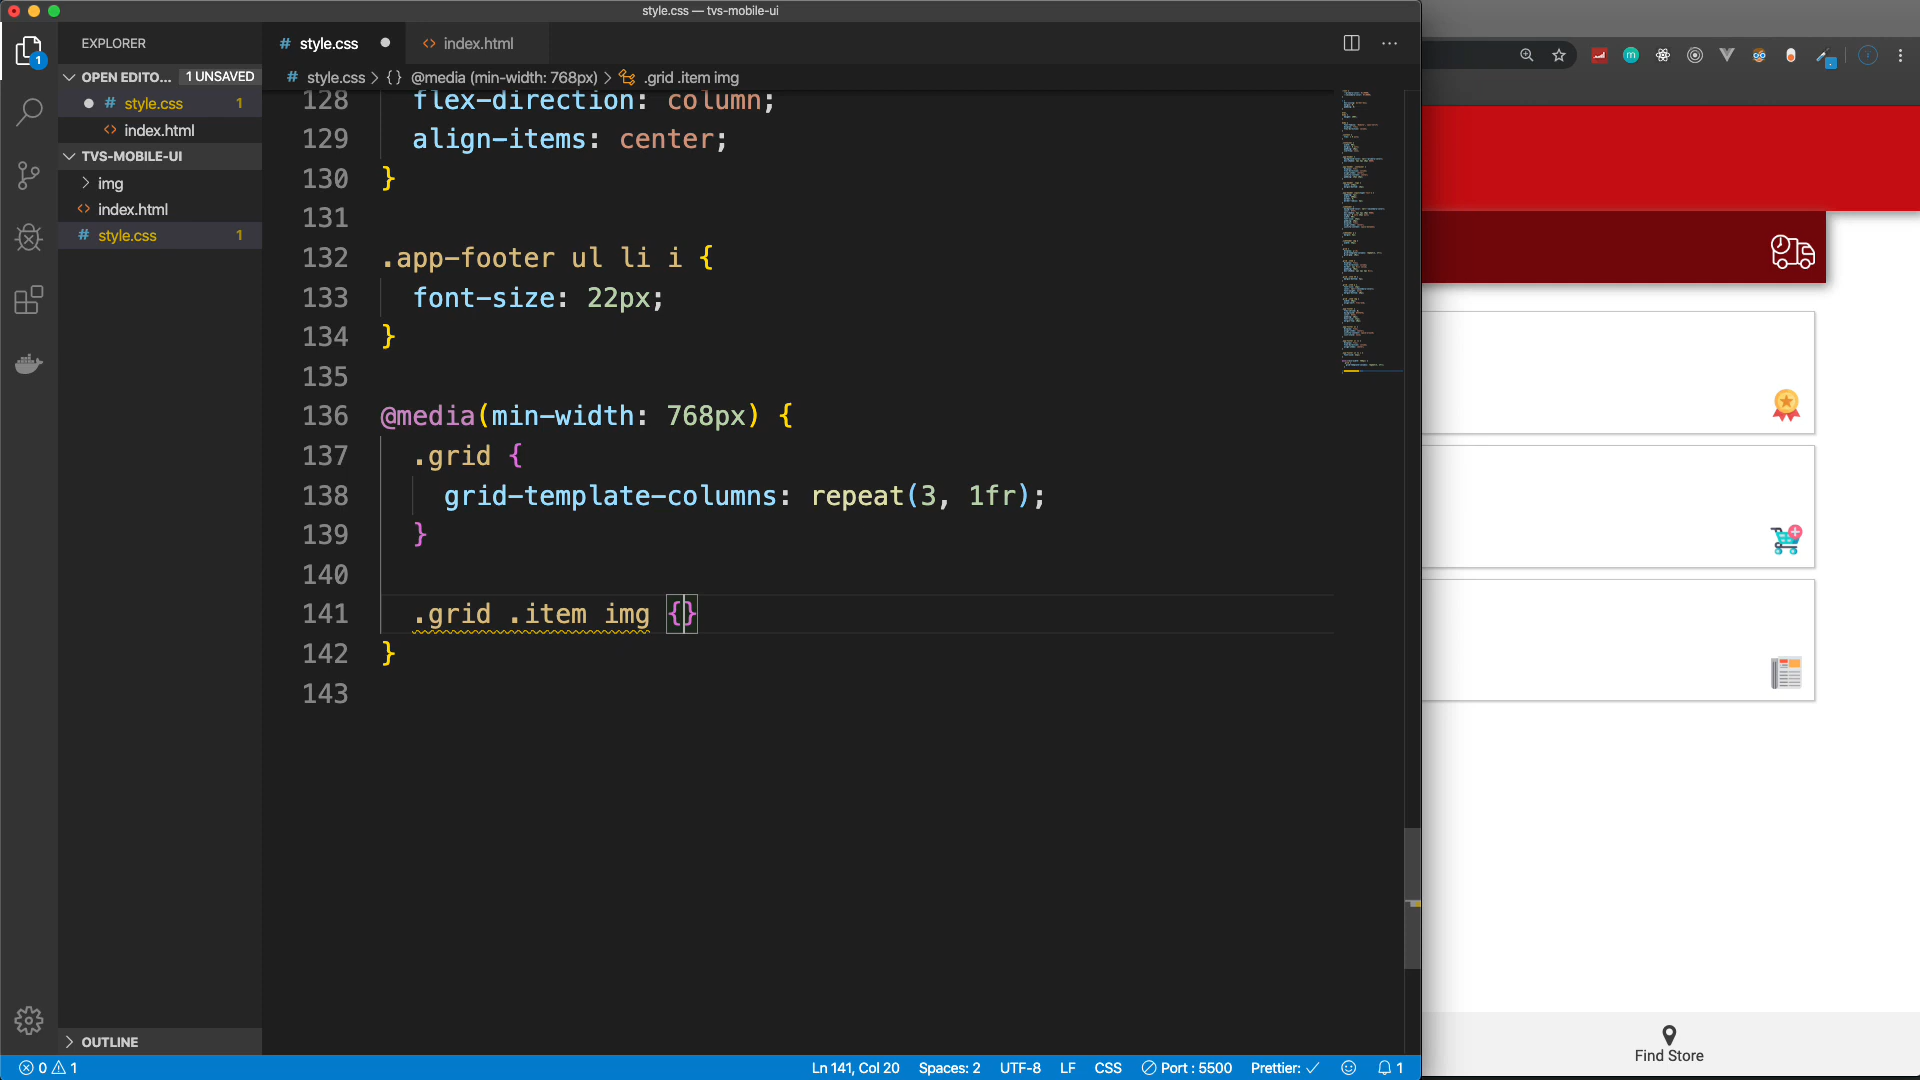 style.css — tvs-mobile-ui
EXPLORER
# style.css
<> index.html
OPEN EDITO... 1 UNSAVED
# style.css 1
<> index.html
TVS-MOBILE-UI
img
<> index.html
# style.css 1
OUTLINE
# style.css > {} @media (min-width: 768px) > .grid .item img
128 flex-direction: column;
129 align-items: center;
130 }
131
132 .app-footer ul li i {
133 font-size: 22px;
134 }
135
136 @media(min-width: 768px) {
137 .grid {
138 grid-template-columns: repeat(3, 1fr);
139 }
140
141 .grid .item img {}
142 }
143
0 1 Ln 141, Col 20 Spaces: 2 UTF-8 LF CSS Port : 5500 Prettier: ✓ 1
Find Store